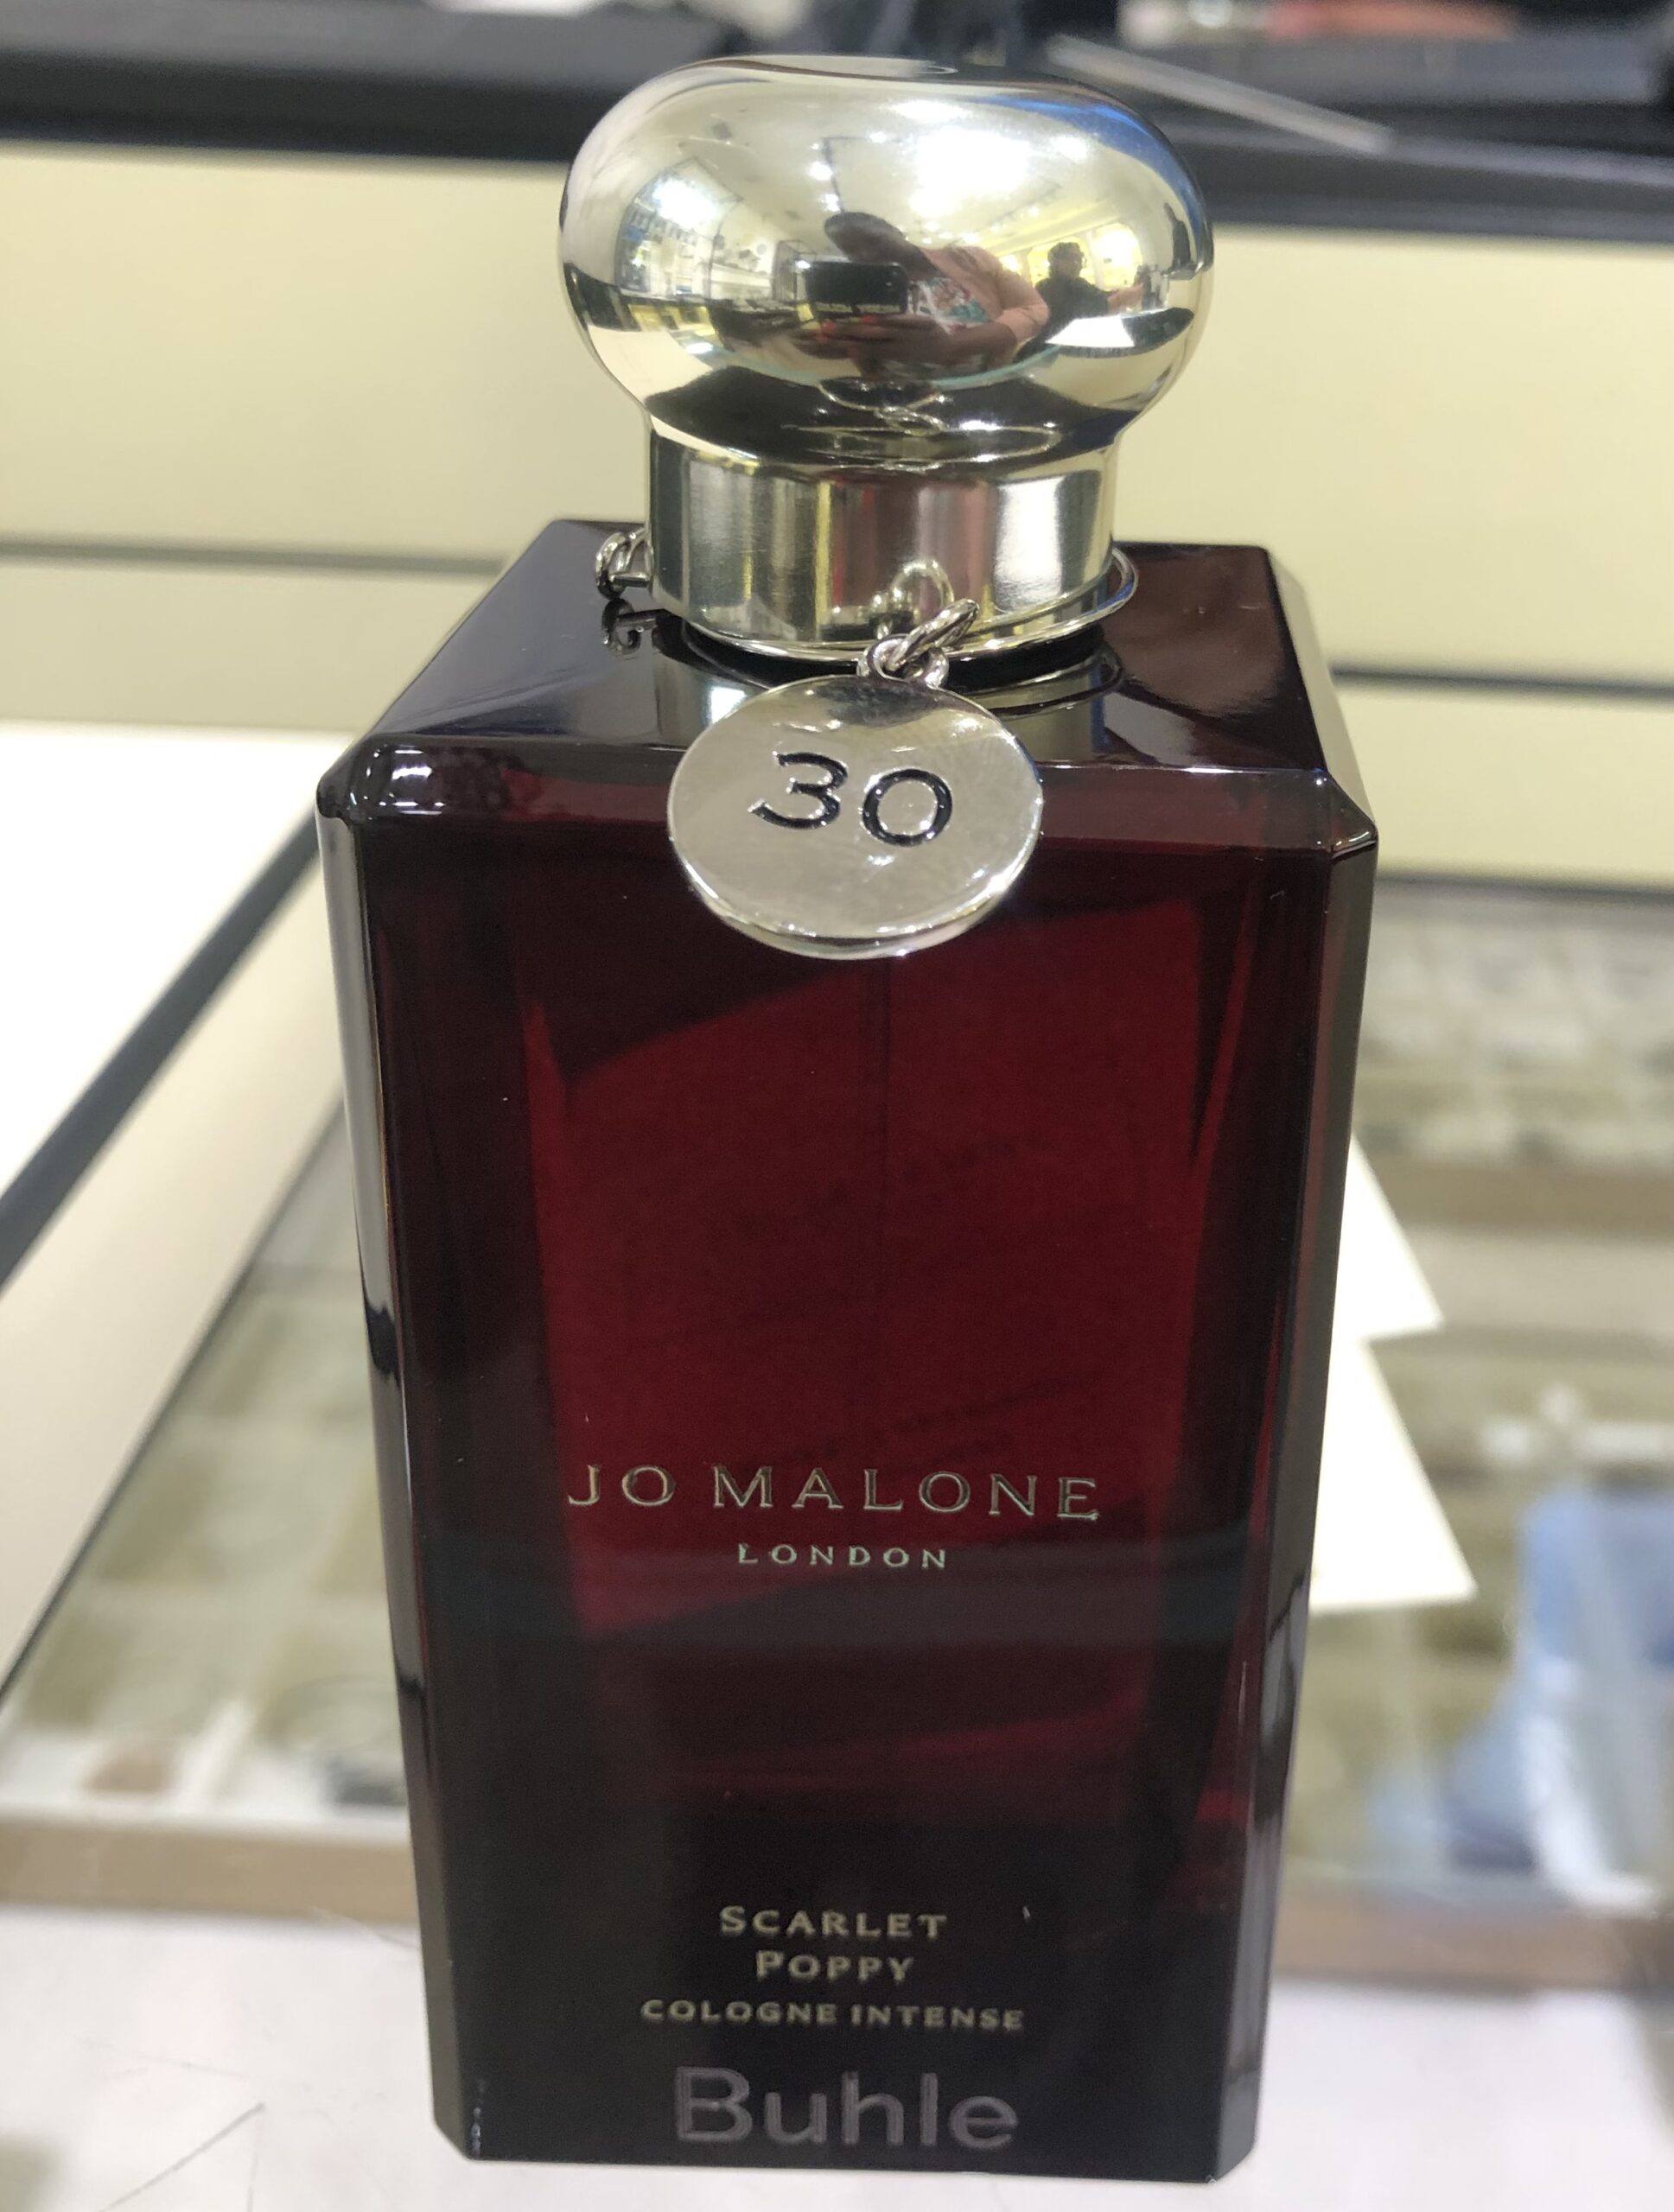 30
JO MALONE
LONDON
SCARLET
POPPY
COLOGNE INTENSE
Buhle